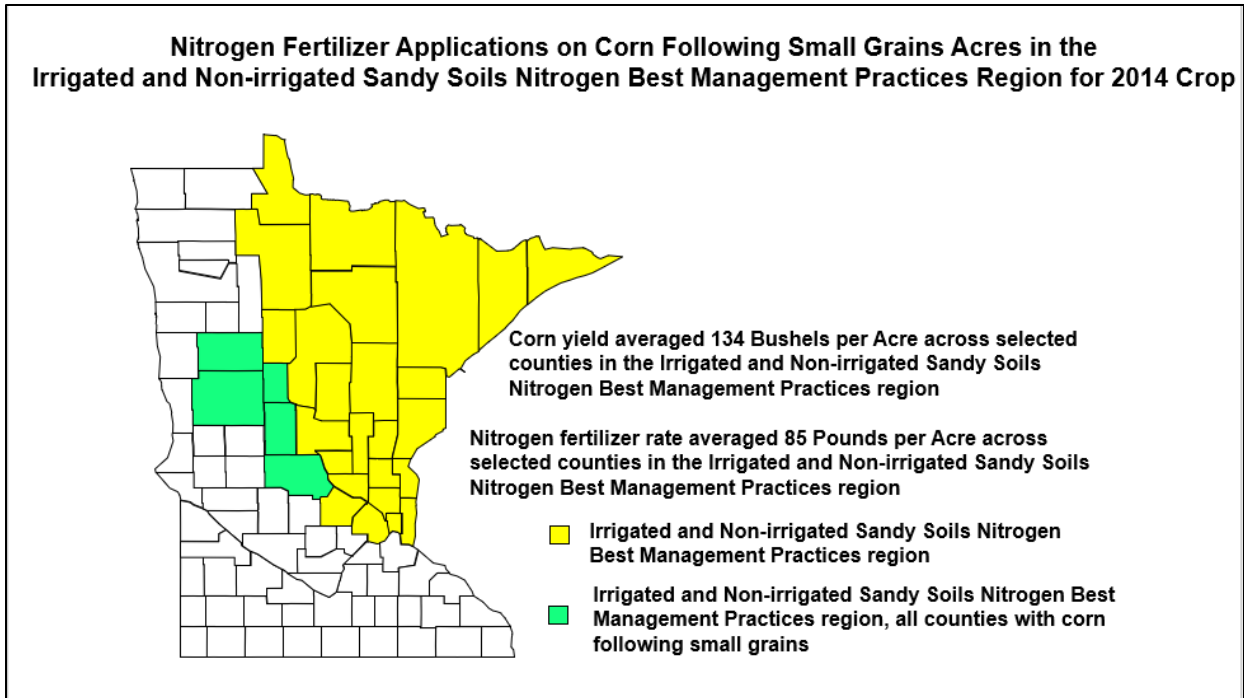 Nitrogen Fertilizer Applications on Corn Following Small Grains Acres in the
Irrigated and Non-irrigated Sandy Soils Nitrogen Best Management Practices Region for 2014 Crop
Corn yield averaged 134 Bushels per Acre across selected
counties in the Irrigated and Non-irrigated Sandy Soils
Nitrogen Best Management Practices region
Nitrogen fertilizer rate averaged 85 Pounds per Acre across
selected counties in the Irrigated and Non-irrigated Sandy Soils
Nitrogen Best Management Practices region
Irrigated and Non-irrigated Sandy Soils Nitrogen
Best Management Practices region
Irrigated and Non-irrigated Sandy Soils Nitrogen Best
Management Practices region, all counties with corn
following small grains